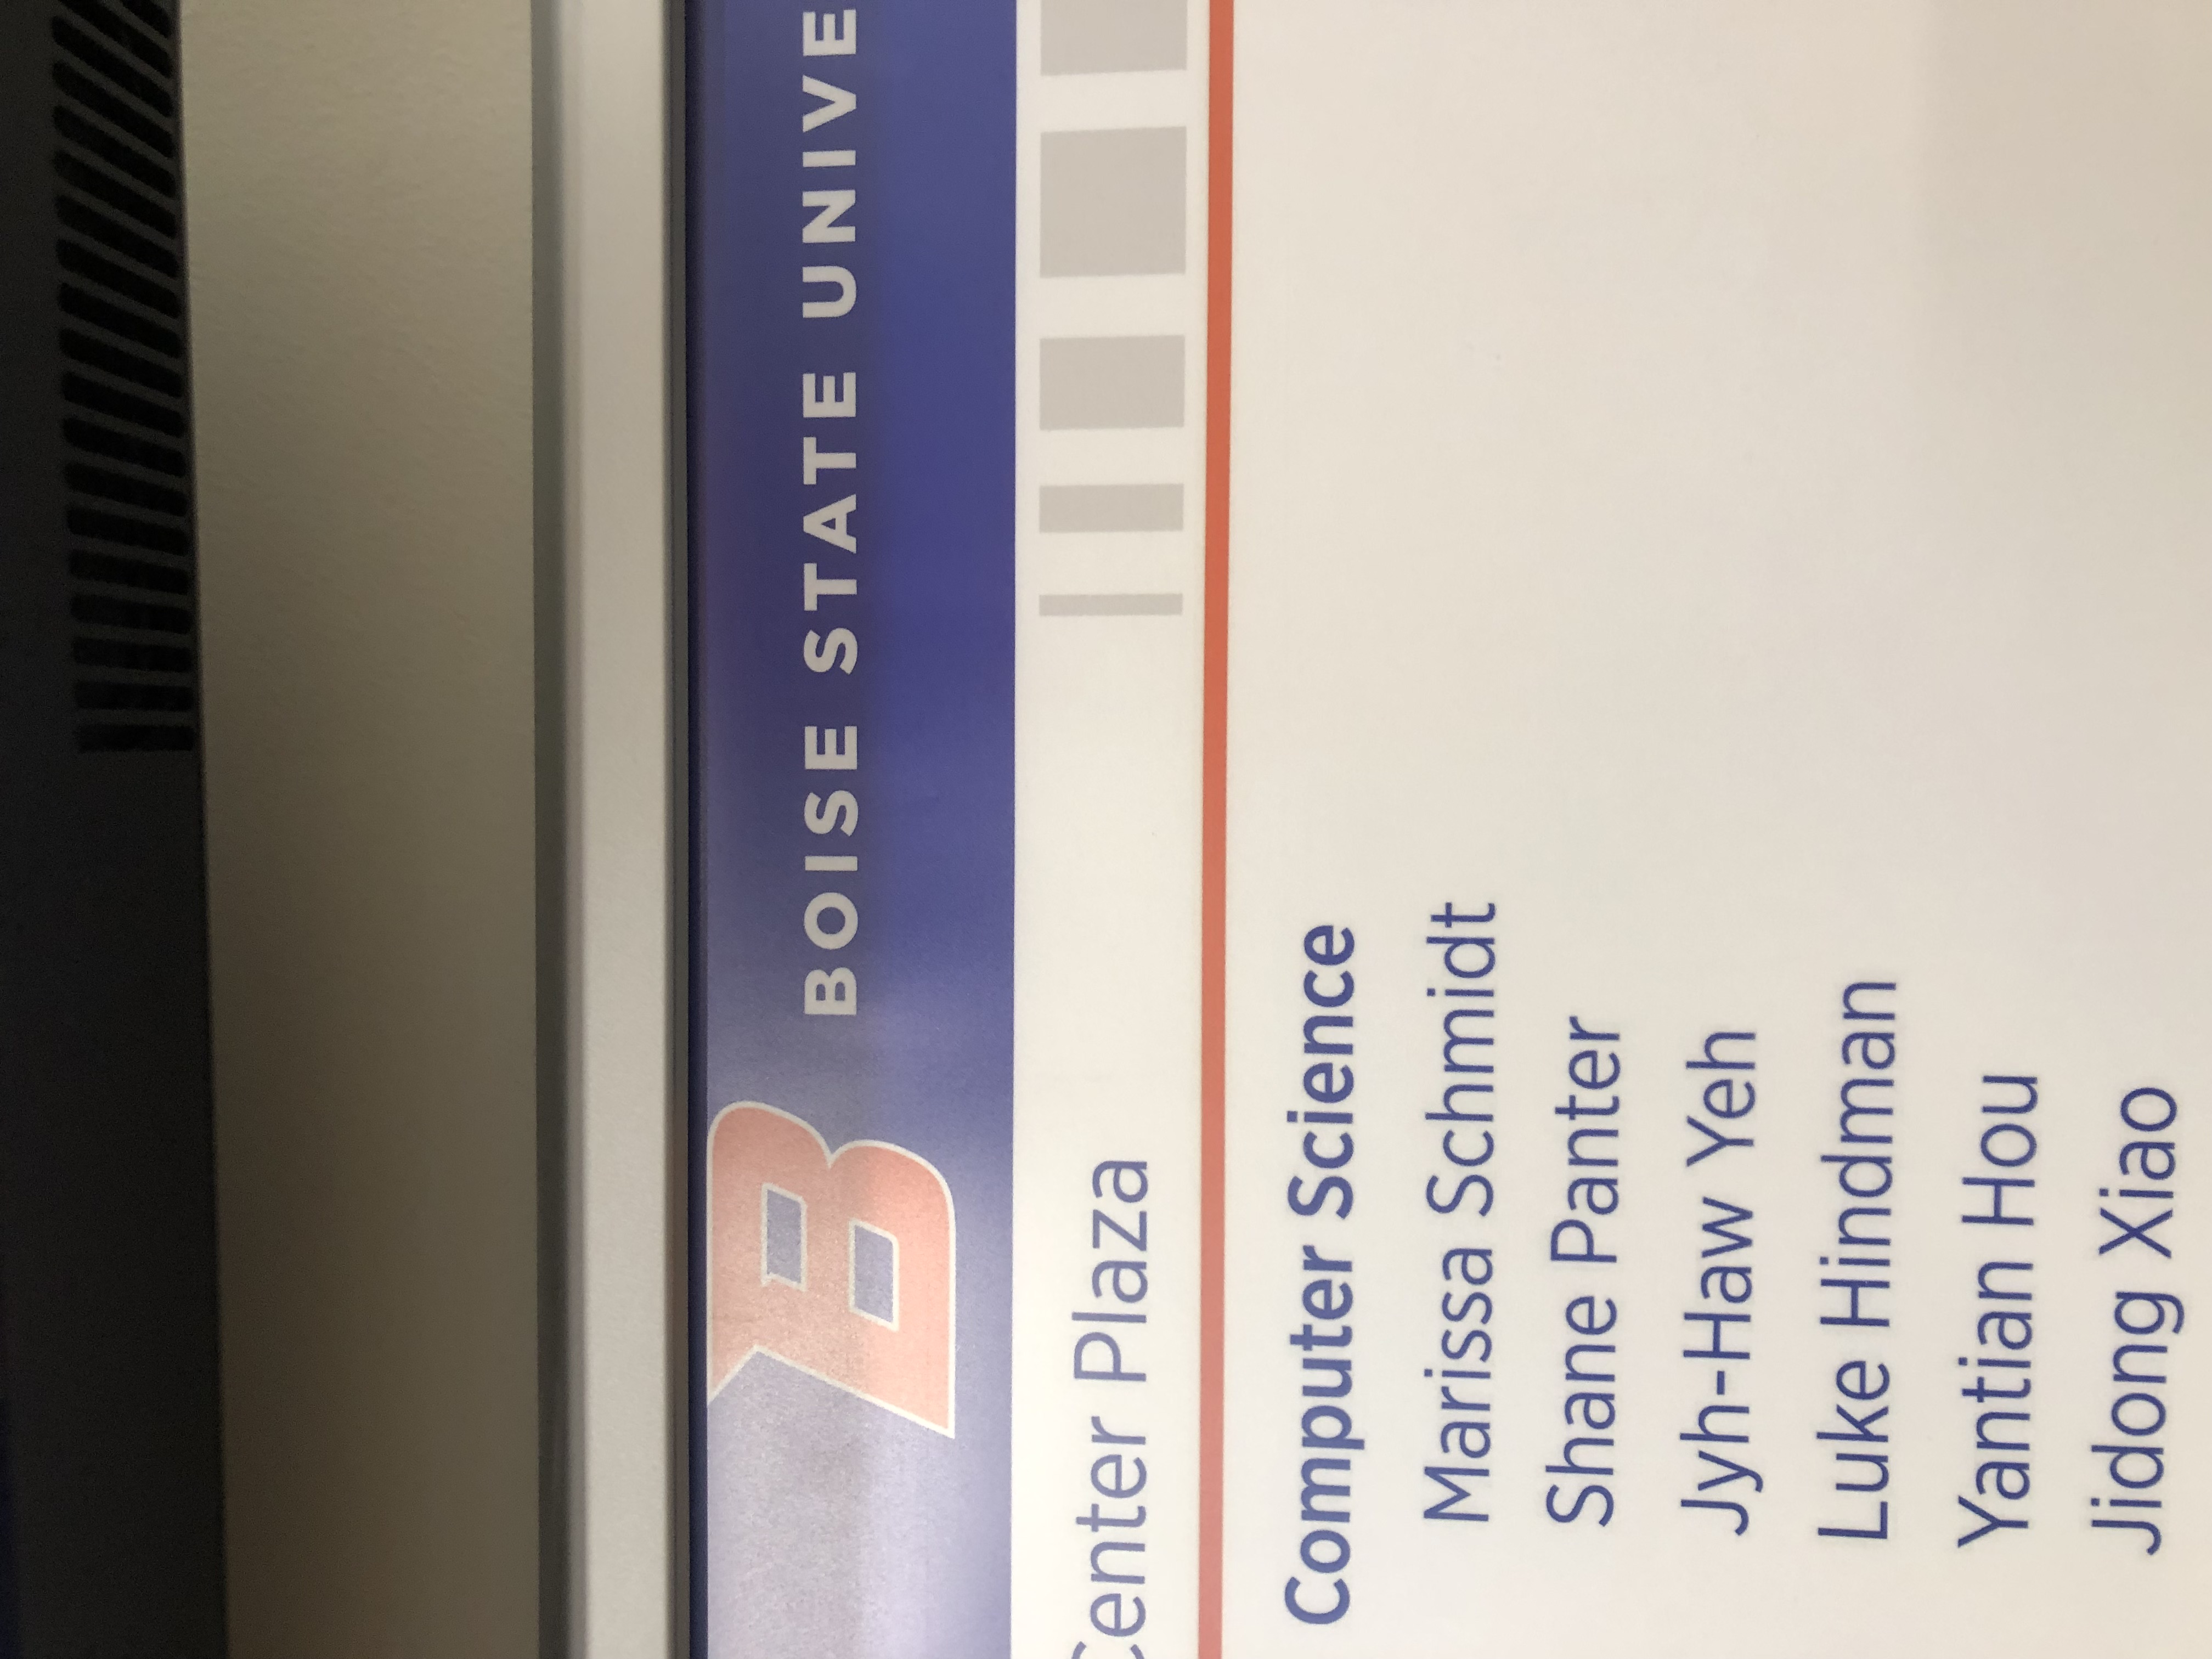 B BOISE STATE UNIVE
Center Plaza
Computer Science
Marissa Schmidt
Shane Panter
Jyh-Haw Yeh
Luke Hindman
Yantian Hou
Jidong Xiao